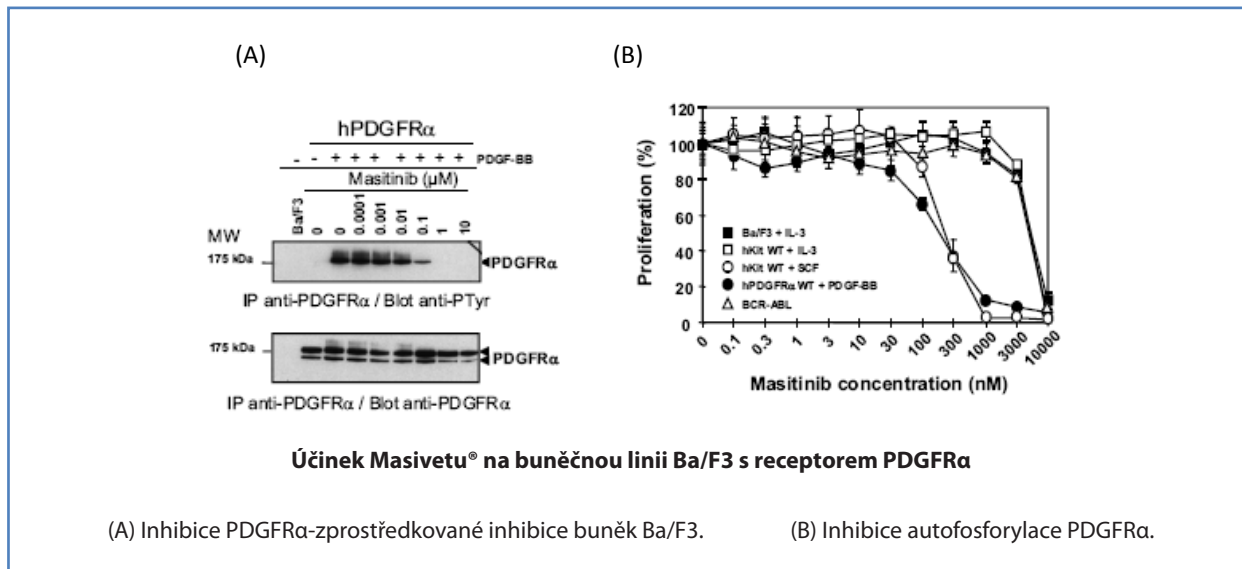 (A)
(B)
hPDGFRα
- - + + + + + + + PDGF-BB
Masitinib (µM)
Ba/F3 0 0 0.0001 0.001 0.01 0.1 1 10
MW
175 kDa
PDGFRα
IP anti-PDGFRα / Blot anti-PTyr
175 kDa
PDGFRα
IP anti-PDGFRα / Blot anti-PDGFRα
Proliferation (%)
120
100
80
60
40
20
0
Ba/F3 + IL-3
hKit WT + IL-3
hKit WT + SCF
hPDGFRα WT + PDGF-BB
BCR-ABL
0 0.1 0.3 1 3 10 30 100 300 1000 3000 10000
Masitinib concentration (nM)
Účinek Masivetu® na buněčnou linii Ba/F3 s receptorem PDGFRα
(A) Inhibice PDGFRα-zprostředkované inhibice buněk Ba/F3. (B) Inhibice autofosforylace PDGFRα.